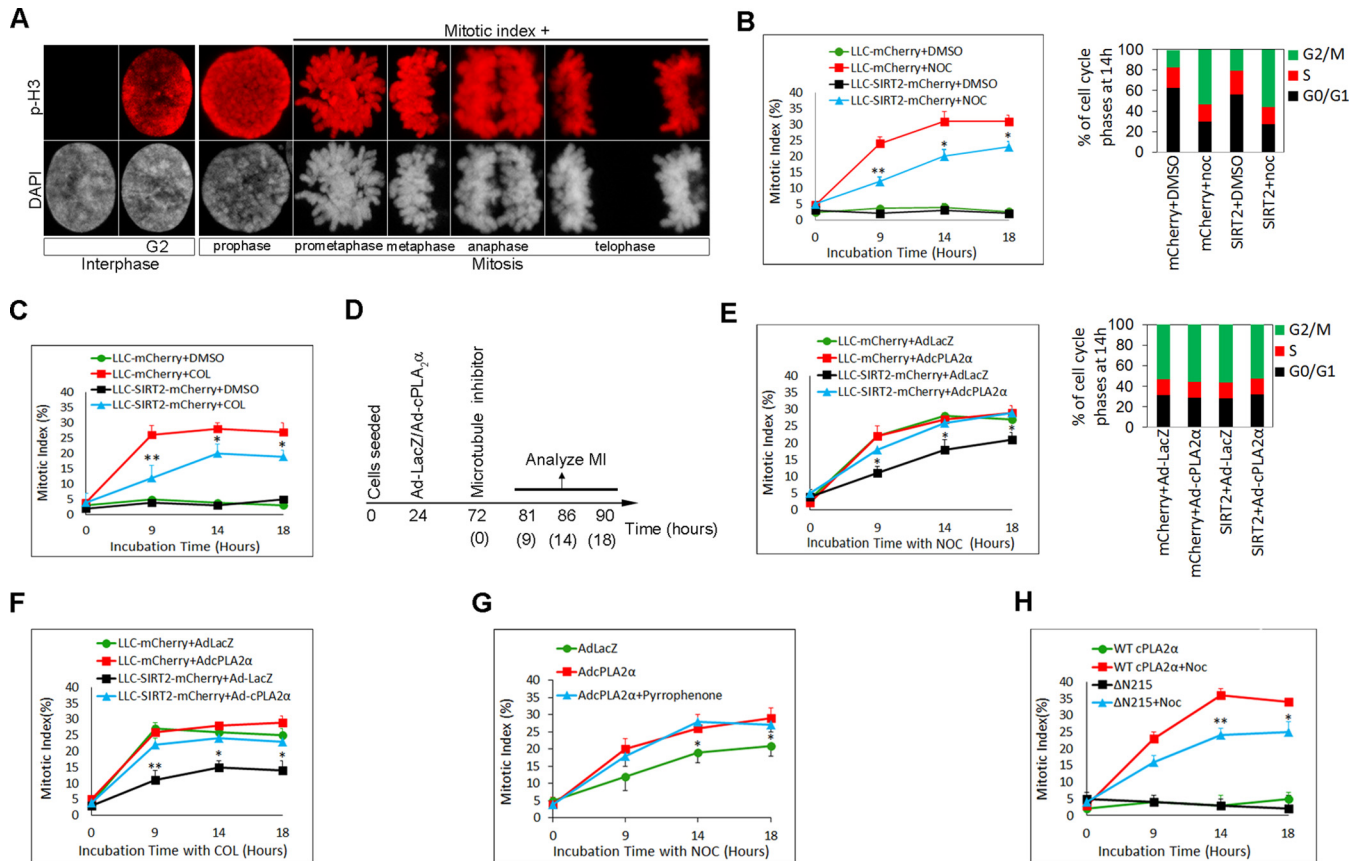 A
Mitotic index +
p-H3
DAPI
G2
prophase
prometaphase
metaphase
anaphase
telophase
Interphase
Mitosis
B
LLC-mCherry+DMSO
LLC-mCherry+NOC
LLC-SIRT2-mCherry+DMSO
LLC-SIRT2-mCherry+NOC
Mitotic Index (%)
40
35
30
25
20
15
10
5
0
**
*
*
0 9 14 18
Incubation Time (Hours)
% of cell cycle
phases at 14h
100
80
60
40
20
0
G2/M
S
G0/G1
mCherry+DMSO
mCherry+noc
SIRT2+DMSO
SIRT2+noc
C
LLC-mCherry+DMSO
LLC-mCherry+COL
LLC-SIRT2-mCherry+DMSO
LLC-SIRT2-mCherry+COL
Mitotic Index (%)
40
35
30
25
20
15
10
5
0
**
*
*
0 9 14 18
Incubation Time (Hours)
D
Cells seeded
Ad-LacZ/Ad-cPLA2α
Microtubule inhibitor
Analyze MI
0 24 72 81 86 90
Time (hours)
(0) (9) (14) (18)
E
LLC-mCherry+AdLacZ
LLC-mCherry+AdcPLA2α
LLC-SIRT2-mCherry+AdLacZ
LLC-SIRT2-mCherry+AdcPLA2α
Mitotic Index (%)
40
35
30
25
20
15
10
5
0
*
*
*
0 9 14 18
Incubation Time with NOC (Hours)
% of cell cycle
phases at 14h
100
80
60
40
20
0
G2/M
S
G0/G1
mCherry+Ad-LacZ
mCherry+Ad-cPLA2α
SIRT2+Ad-LacZ
SIRT2+Ad-cPLA2α
F
LLC-mCherry+AdLacZ
LLC-mCherry+AdcPLA2α
LLC-SIRT2-mCherry+Ad-LacZ
LLC-SIRT2-mCherry+Ad-cPLA2α
Mitotic Index(%)
40
35
30
25
20
15
10
5
0
**
*
*
0 9 14 18
Incubation Time with COL (Hours)
G
AdLacZ
AdcPLA2α
AdcPLA2α+Pyrrophenone
Mitotic Index (%)
40
35
30
25
20
15
10
5
0
*
*
0 9 14 18
Incubation Time with NOC (Hours)
H
WT cPLA2α
WT cPLA2α+Noc
ΔN215
ΔN215+Noc
Mitotic Index(%)
40
35
30
25
20
15
10
5
0
**
*
0 9 14 18
Incubation Time (Hours)